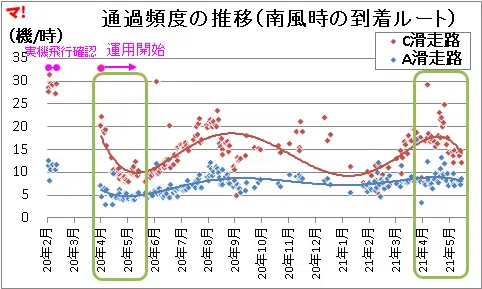 マ!
通過頻度の推移(南風時の到着ルート)
(機/時)
実機飛行確認 運用開始
C滑走路
A滑走路
35
30
25
20
15
10
5
0
20年2月
20年3月
20年4月
20年5月
20年6月
20年7月
20年8月
20年9月
20年10月
20年11月
20年12月
21年1月
21年2月
21年3月
21年4月
21年5月